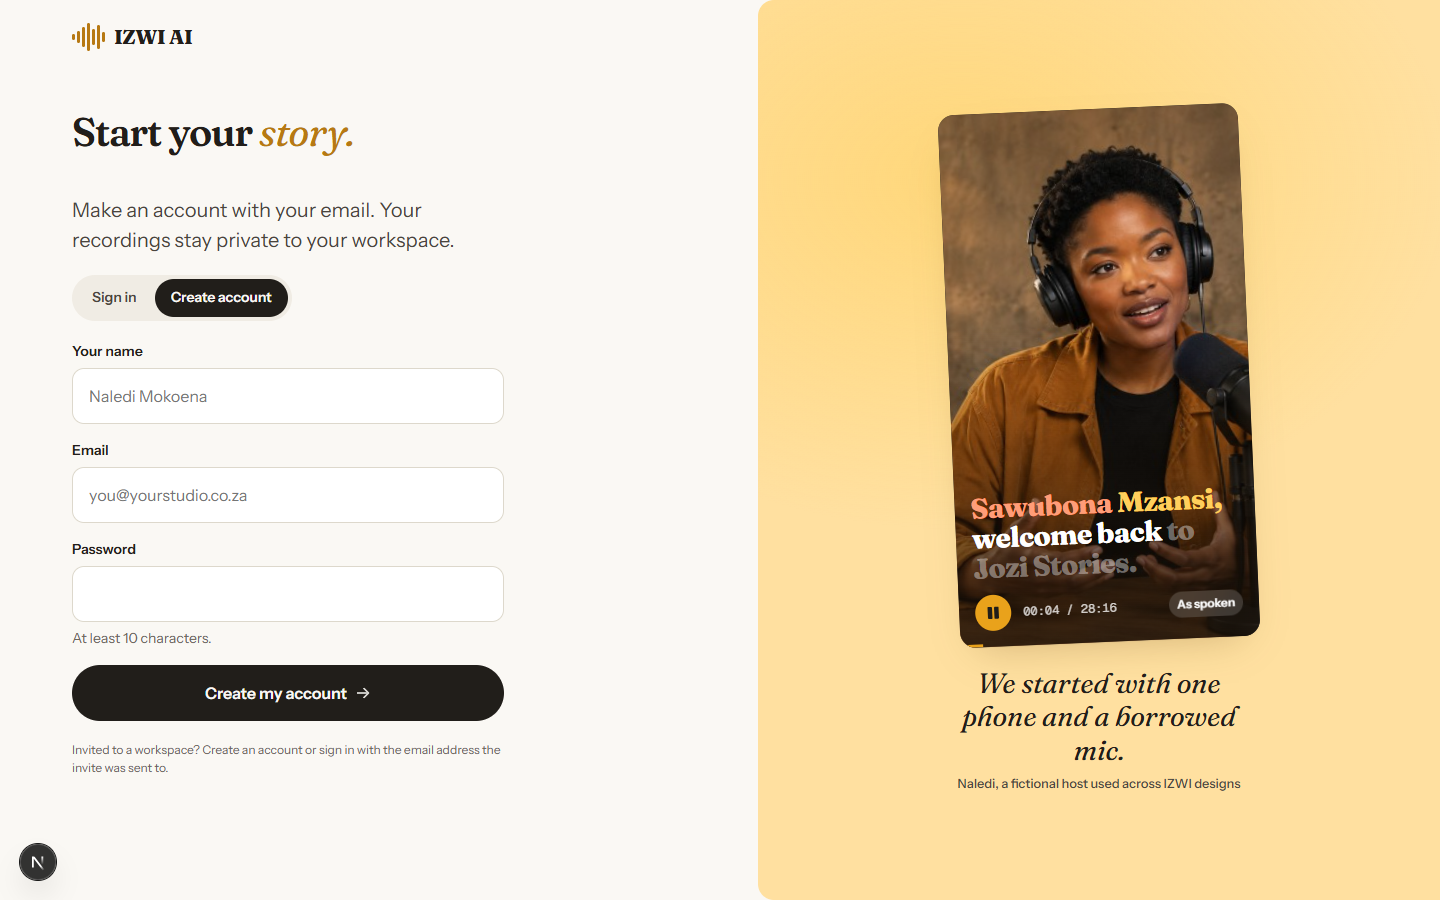 IZWI AI
Start your story.
Make an account with your email. Your
recordings stay private to your workspace.
Sign in
Create account
Your name
Naledi Mokoena
Email
you@yourstudio.co.za
Password
At least 10 characters.
Create my account →
Invited to a workspace? Create an account or sign in with the email address the
invite was sent to.
N
Sawubona Mzansi,
welcome back to
Jozi Stories.
00:04 / 28:16
As spoken
We started with one
phone and a borrowed
mic.
Naledi, a fictional host used across IZWI designs